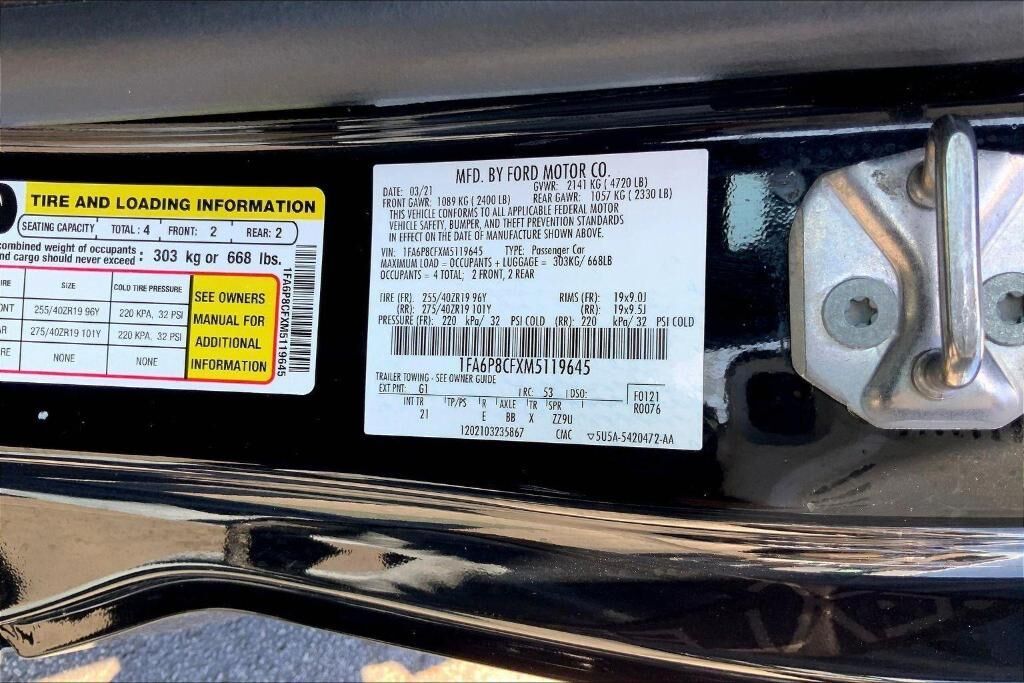 TIRE AND LOADING INFORMATION
SEATING CAPACITY TOTAL: 4 FRONT: 2 REAR: 2
combined weight of occupants
and cargo should never exceed : 303 kg or 668 lbs.
SIZE COLD TIRE PRESSURE
255/40ZR19 96Y 220 KPA, 32 PSI
275/40ZR19 101Y 220 KPA, 32 PSI
NONE NONE
SEE OWNERS
MANUAL FOR
ADDITIONAL
INFORMATION
1FA6P8CFXM5119645
MFD. BY FORD MOTOR CO.
03/21 GVWR: 2141 KG ( 4720 LB)
FRONT GAWR: 1089 KG ( 2400 LB) REAR GAWR: 1057 KG ( 2330 LB)
THIS VEHICLE CONFORMS TO ALL APPLICABLE FEDERAL MOTOR
VEHICLE SAFETY, BUMPER, AND THEFT PREVENTION STANDARDS
IN EFFECT ON THE DATE OF MANUFACTURE SHOWN ABOVE.
VIN: 1FA6P8CFXM5119645 TYPE: Passenger Car
MAXIMUM LOAD = OCCUPANTS + LUGGAGE = 303KG/ 668LB
OCCUPANTS = 4 TOTAL; 2 FRONT, 2 REAR
TIRE (FR): 255/40ZR19 96Y RIMS (FR): 19x9.0J
(RR): 275/40ZR19 101Y (RR): 19x9.5J
PRESSURE (FR): 220 kPa/ 32 PSI COLD (RR): 220 kPa/ 32 PSI COLD
1FA6P8CFXM5119645
TRAILER TOWING - SEE OWNER GUIDE
EXT PNT: G1 RC: 53 DSO: F0121
INT TR TP/PS R AXLE TR SPR R0076
21 E BB X ZZ9U
1202103235867 CMC ▽5U5A-5420472-AA